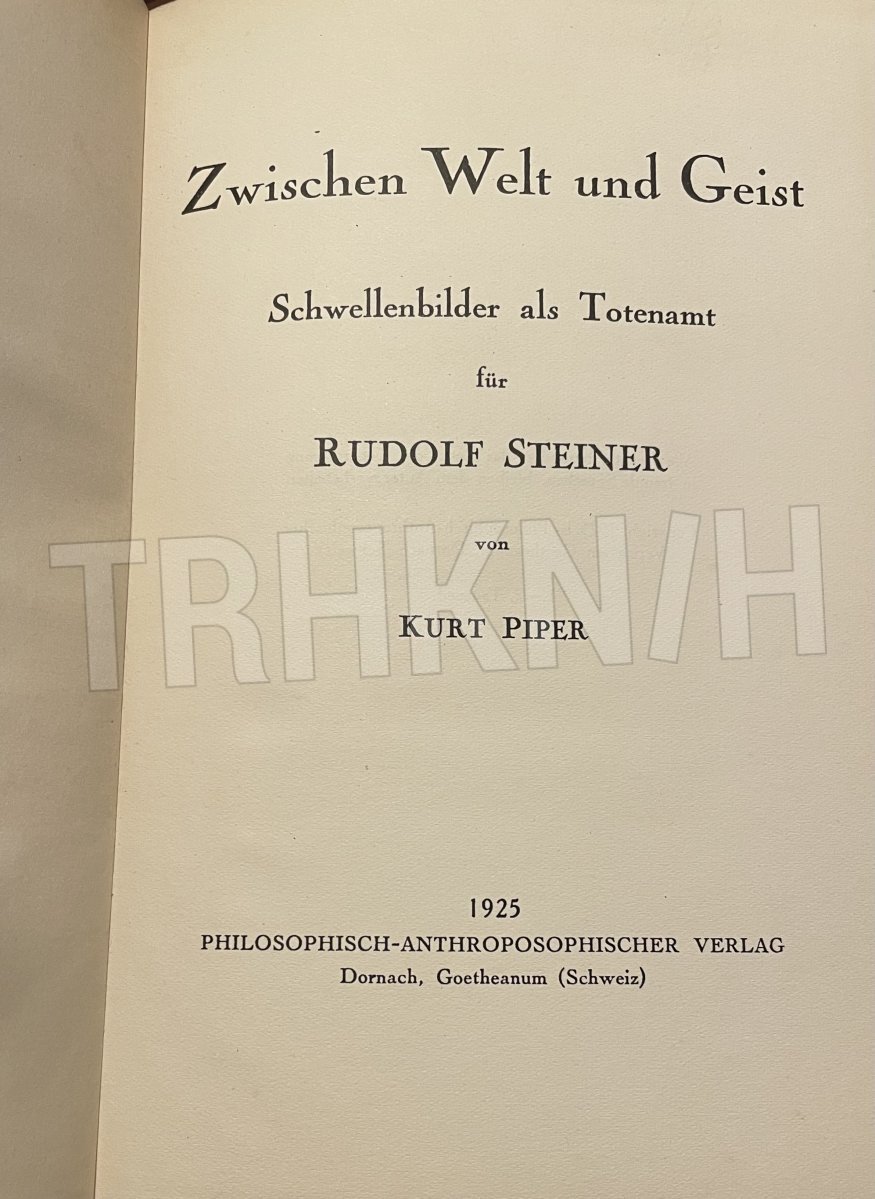 Zwischen Welt und Geist
Schwellenbilder als Totenamt
für
RUDOLF STEINER
von
TRHKN/H
KURT PIPER
1925
PHILOSOPHISCH-ANTHROPOSOPHISCHER VERLAG
Dornach, Goetheanum (Schweiz)